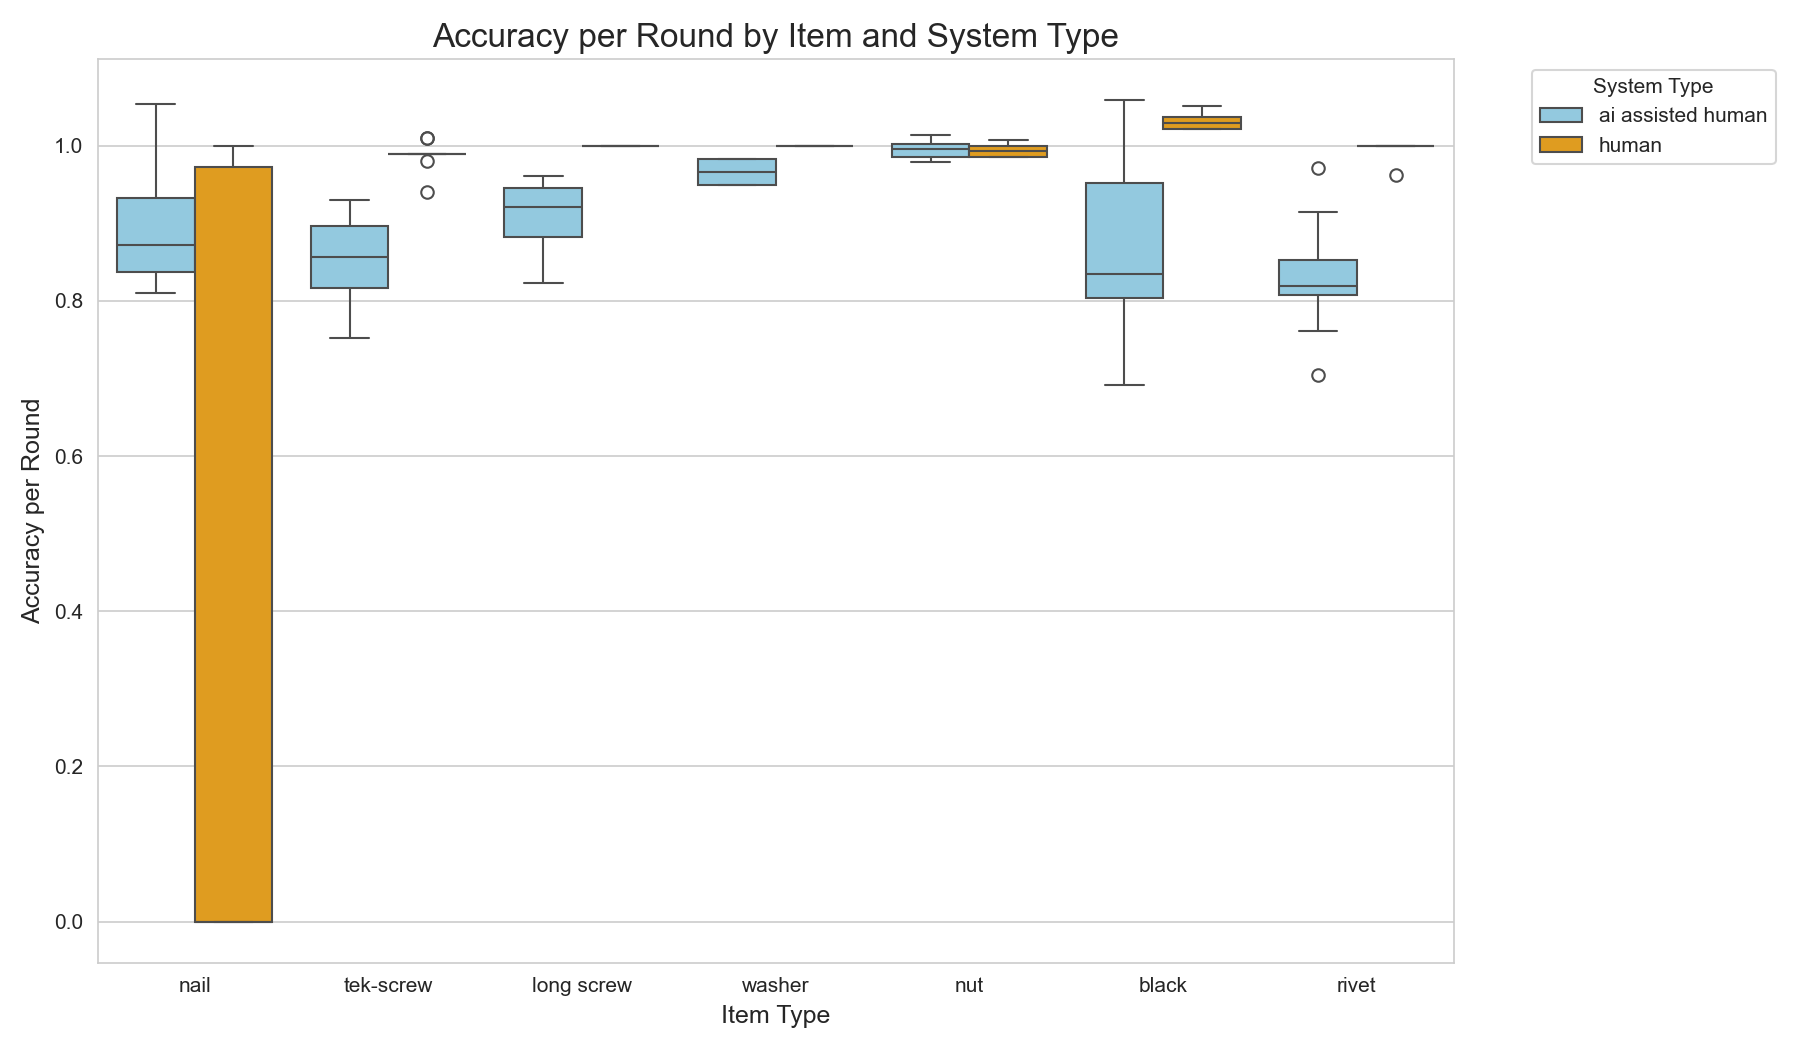 Accuracy per Round by Item and System Type
System Type
ai assisted human
human
Accuracy per Round
1.0
0.8
0.6
0.4
0.2
0.0
nail
tek-screw
long screw
washer
nut
black
rivet
Item Type